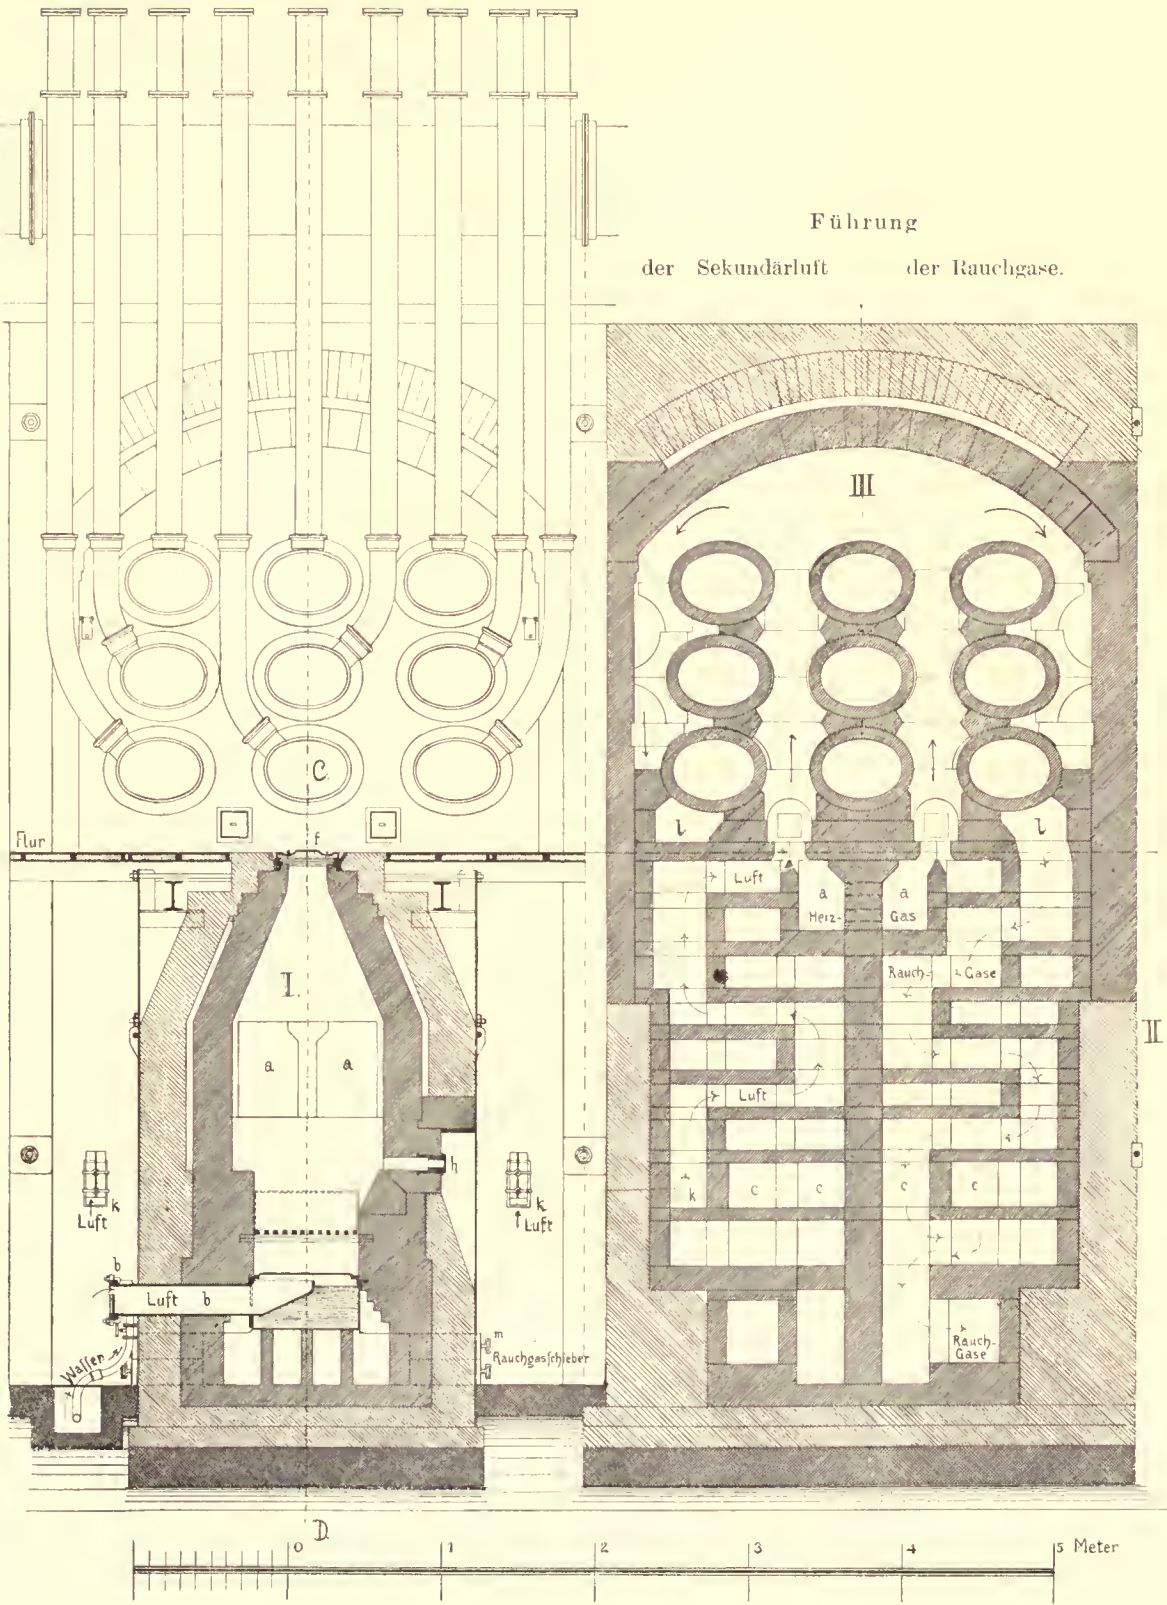 Führung
der Sekundärluft der Rauchgase.
III
C.
Flur
f
l
l
Luft
a
a
Heiz-
Gas
I.
Rauch-
Gase
II
a
a
Luft
h
k
Luft
k
Luft
k
c
c
c
c
b
Luft b
m
Rauchgasschieber
Wasser
Rauch-
Gase
D.
0 1 2 3 4 5 Meter